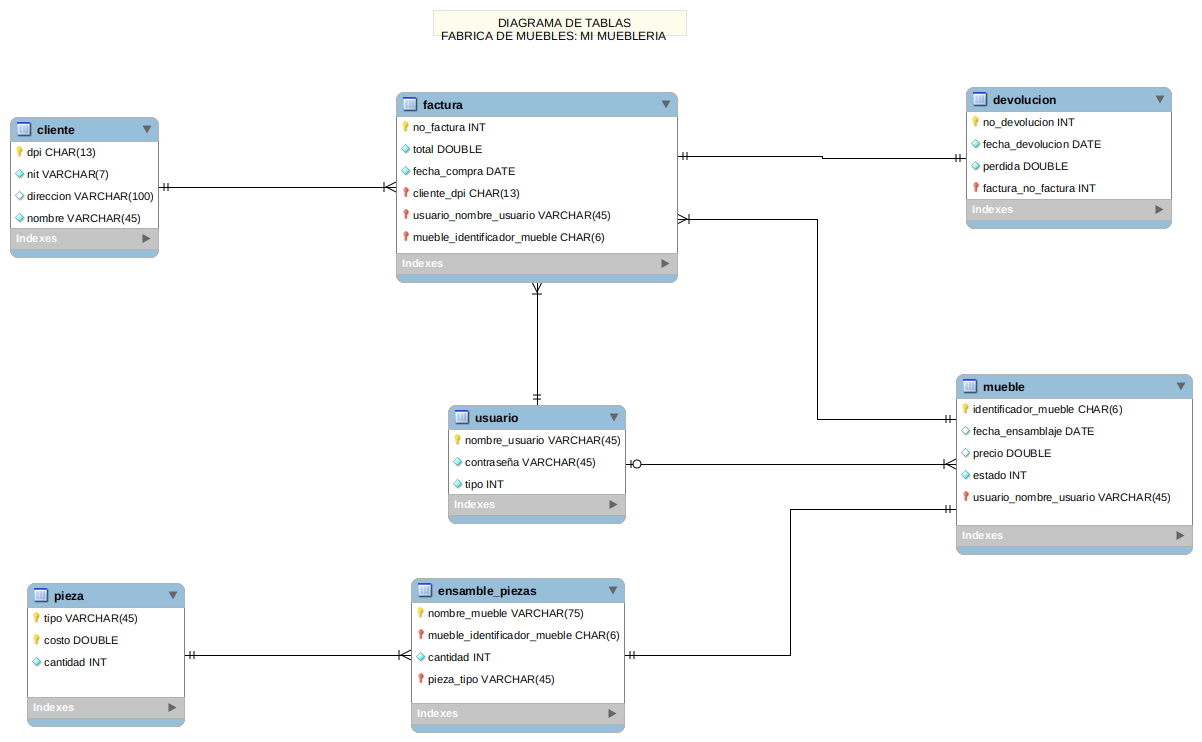 DIAGRAMA DE TABLAS
FABRICA DE MUEBLES: MI MUEBLERIA
cliente
dpi CHAR(13)
nit VARCHAR(7)
direccion VARCHAR(100)
nombre VARCHAR(45)
Indexes
factura
no_factura INT
total DOUBLE
fecha_compra DATE
cliente_dpi CHAR(13)
usuario_nombre_usuario VARCHAR(45)
mueble_identificador_mueble CHAR(6)
Indexes
devolucion
no_devolucion INT
fecha_devolucion DATE
perdida DOUBLE
factura_no_factura INT
Indexes
usuario
nombre_usuario VARCHAR(45)
contraseña VARCHAR(45)
tipo INT
Indexes
mueble
identificador_mueble CHAR(6)
fecha_ensamblaje DATE
precio DOUBLE
estado INT
usuario_nombre_usuario VARCHAR(45)
Indexes
pieza
tipo VARCHAR(45)
costo DOUBLE
cantidad INT
Indexes
ensamble_piezas
nombre_mueble VARCHAR(75)
mueble_identificador_mueble CHAR(6)
cantidad INT
pieza_tipo VARCHAR(45)
Indexes